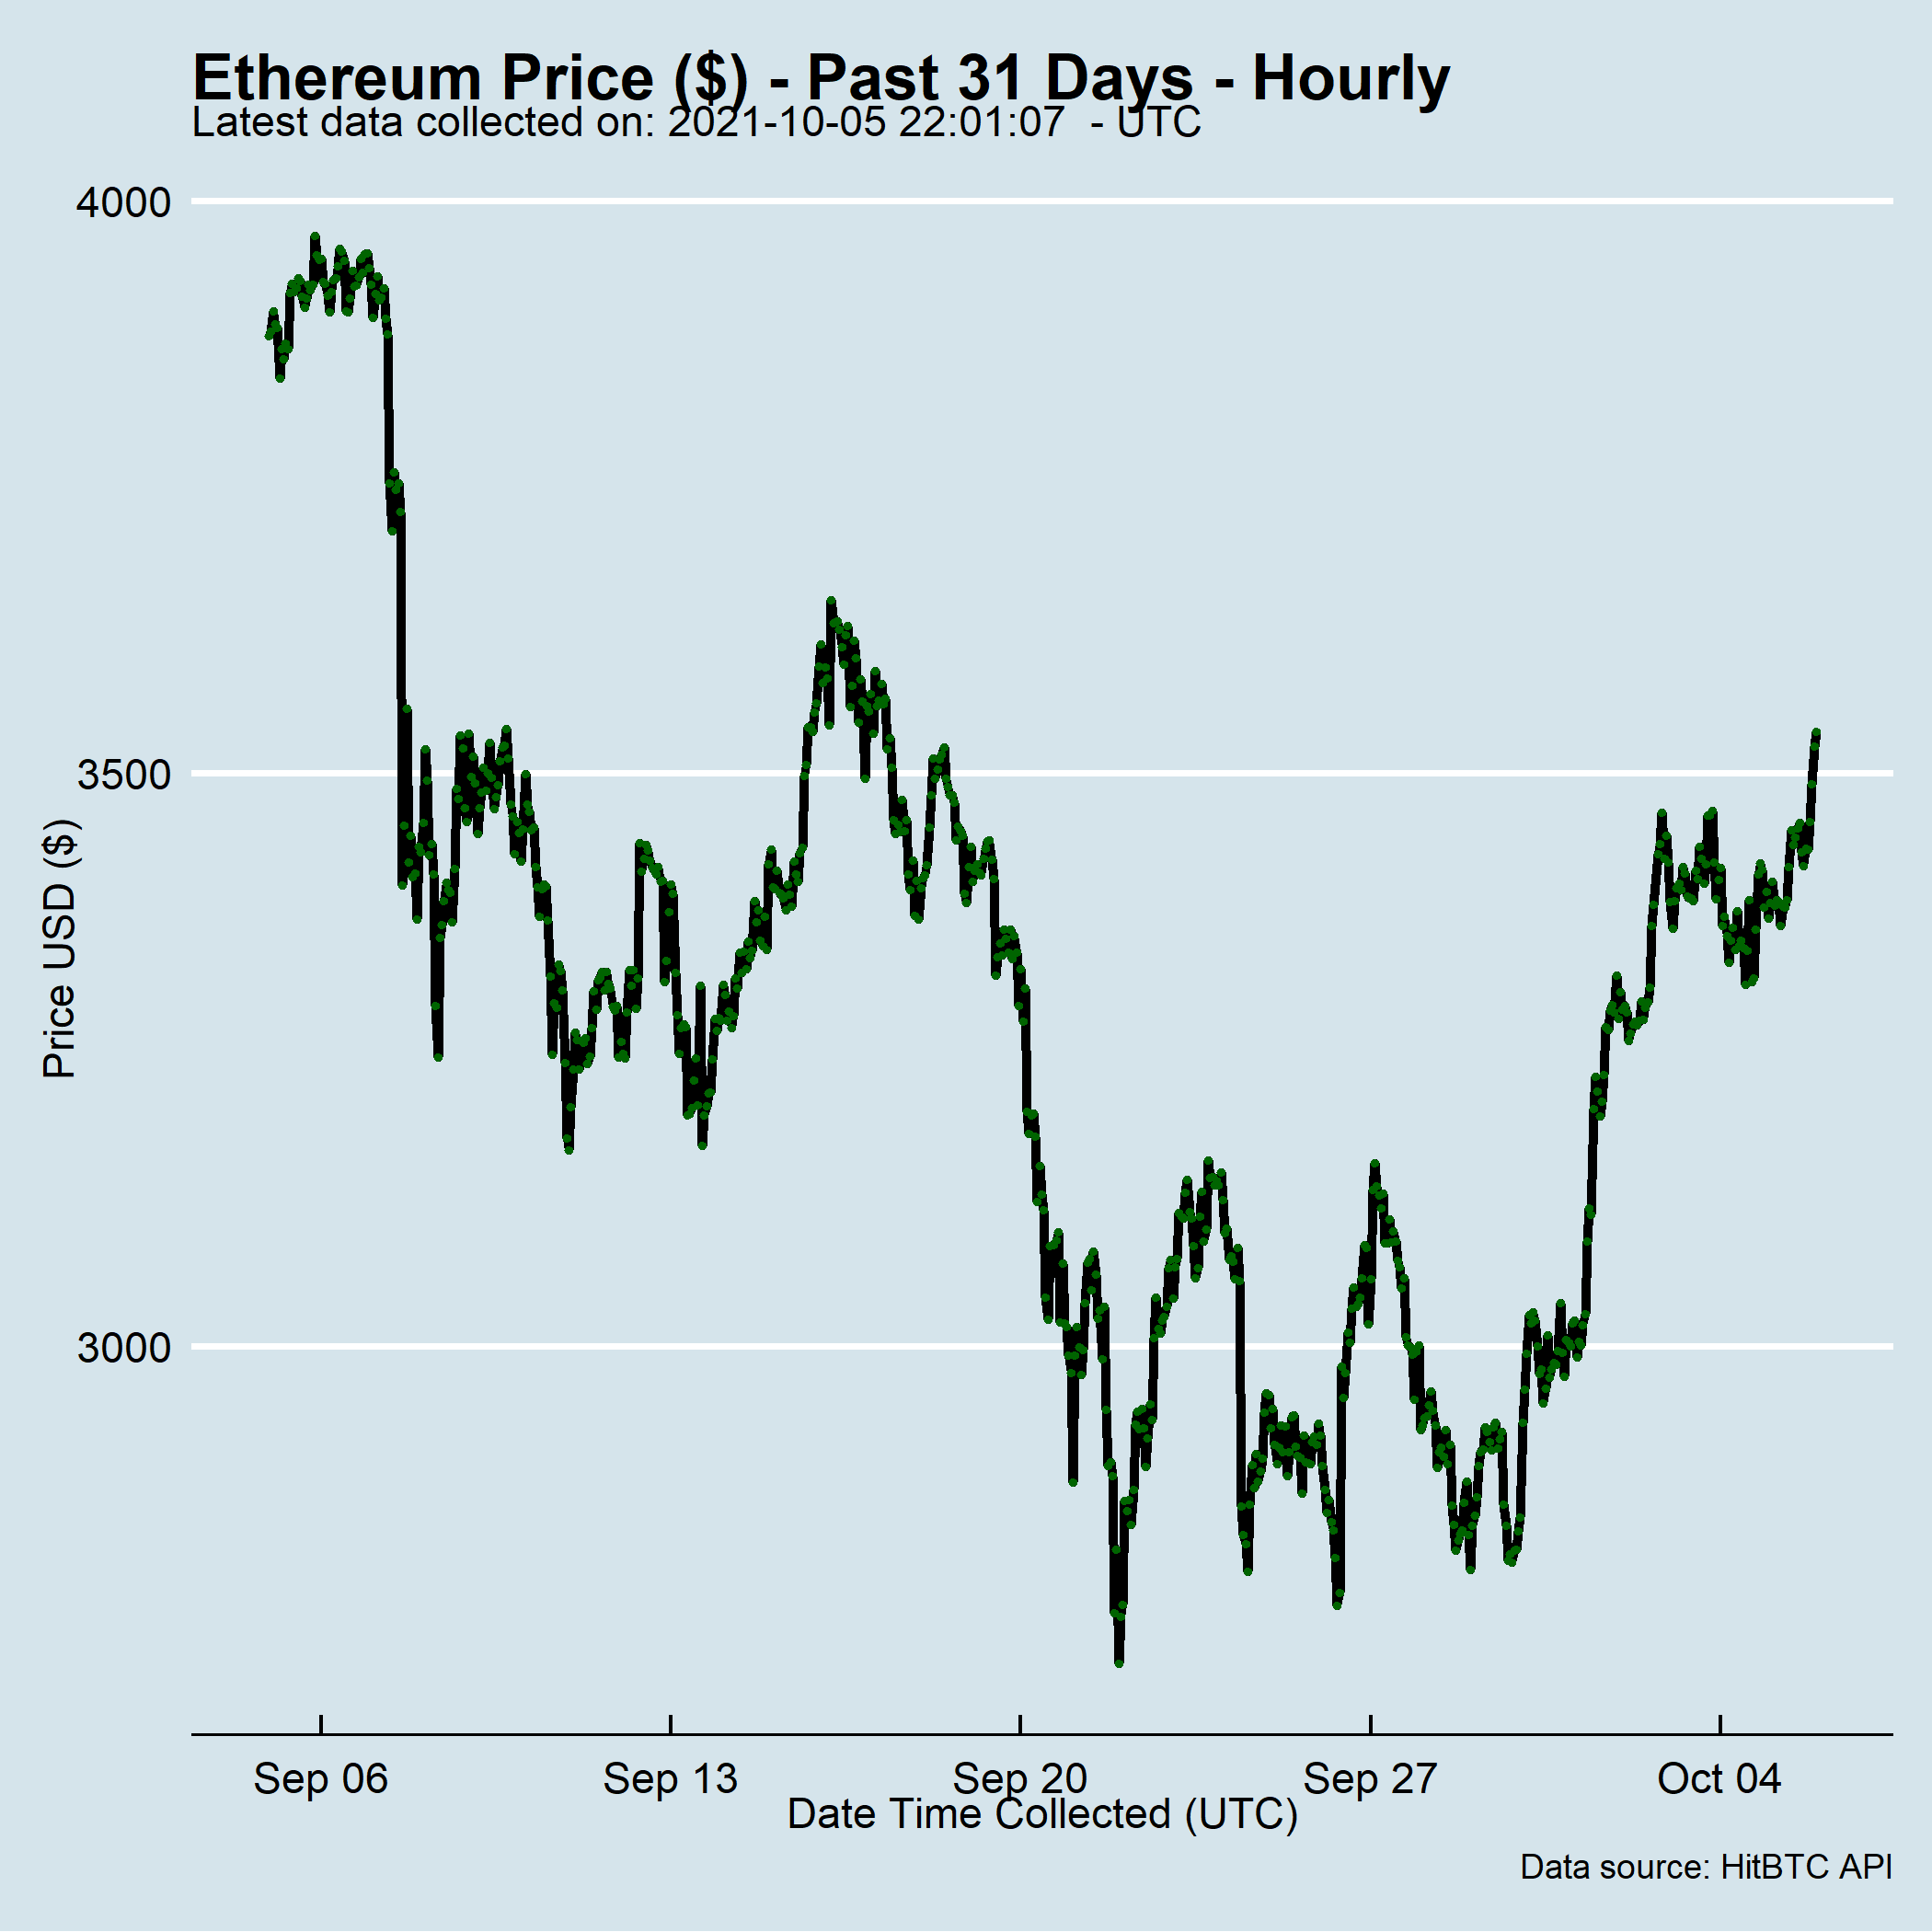 Ethereum Price ($) - Past 31 Days - Hourly
Latest data collected on: 2021-10-05 22:01:07  - UTC
4000
3500
3000
Price USD ($)
Sep 06
Sep 13
Sep 20
Sep 27
Oct 04
Date Time Collected (UTC)
Data source: HitBTC API